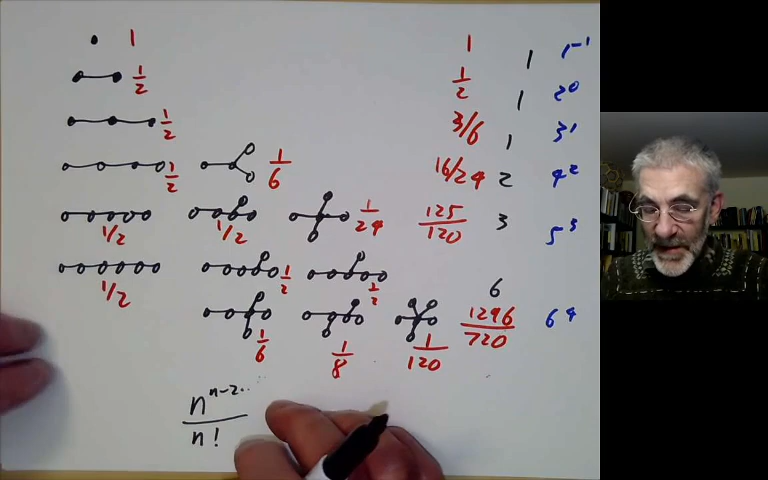 1 1 1 1⁻¹
1/2 1/2 1 2⁰
1/2 3/6 1 3¹
1/2 1/6 16/24 2 4²
1/2 1/2 1/24 125/120 3 5³
1/2 1/2 1/2 6
1/6 1/8 1/120 1296/720 6⁴
n^{n-2}..
n!